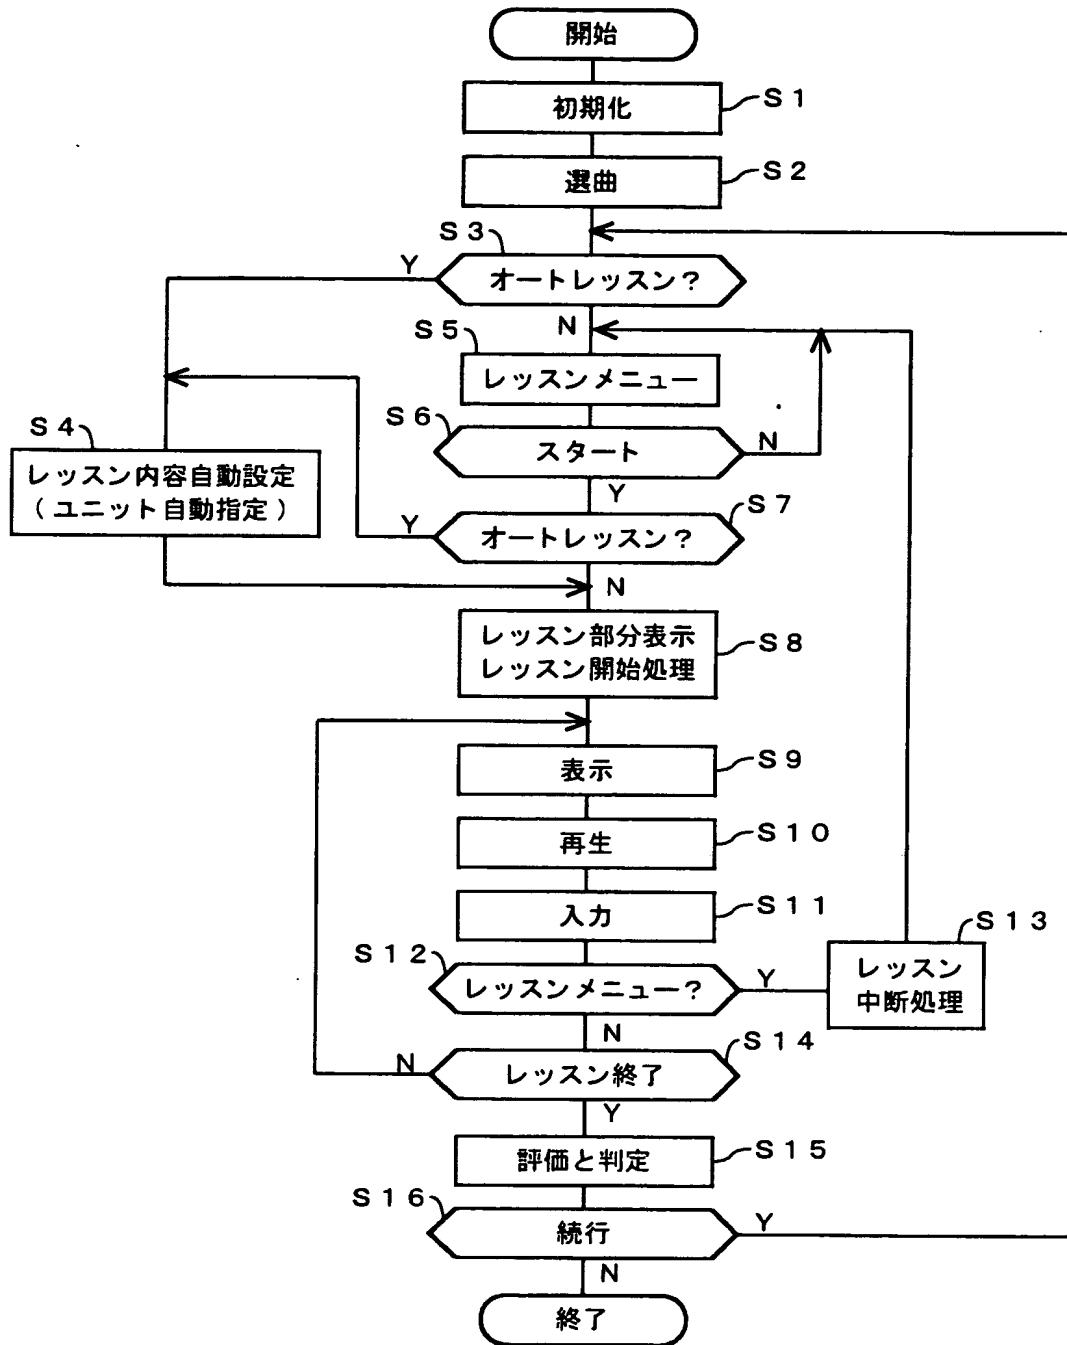 開始
初期化
S1
選曲
S2
S3
オートレッスン?
Y
N
S5
レッスンメニュー
S6
スタート
N
Y
S4
レッスン内容自動設定
(ユニット自動指定)
S7
オートレッスン?
Y
N
レッスン部分表示
レッスン開始処理
S8
表示
S9
再生
S10
入力
S11
S12
レッスンメニュー?
Y
N
S13
レッスン
中断処理
S14
レッスン終了
N
Y
評価と判定
S15
S16
続行
Y
N
終了